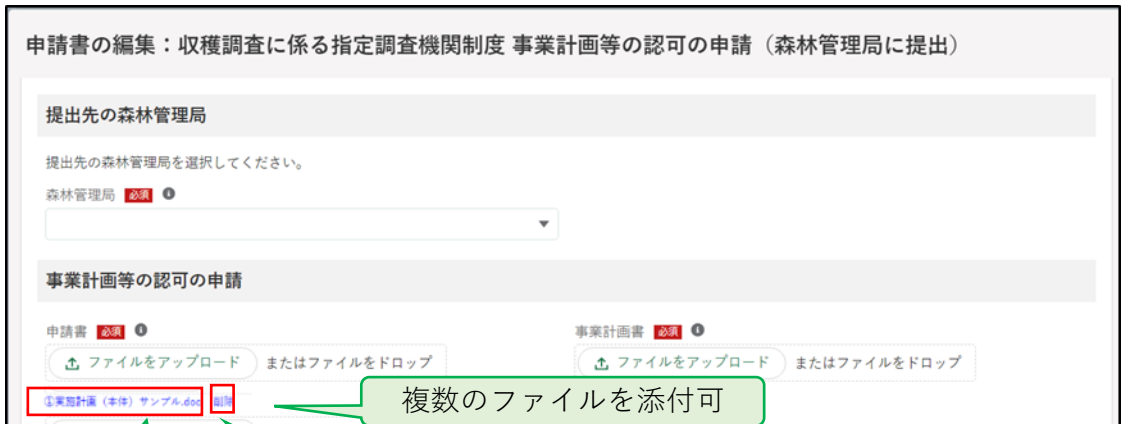 申請書の編集：収穫調査に係る指定調査機関制度 事業計画等の認可の申請（森林管理局に提出）
提出先の森林管理局
提出先の森林管理局を選択してください。
森林管理局 必須
事業計画等の認可の申請
申請書 必須
事業計画書 必須
ファイルをアップロード またはファイルをドロップ
ファイルをアップロード またはファイルをドロップ
①実施計画（本体）サンプル.doc 削除
複数のファイルを添付可